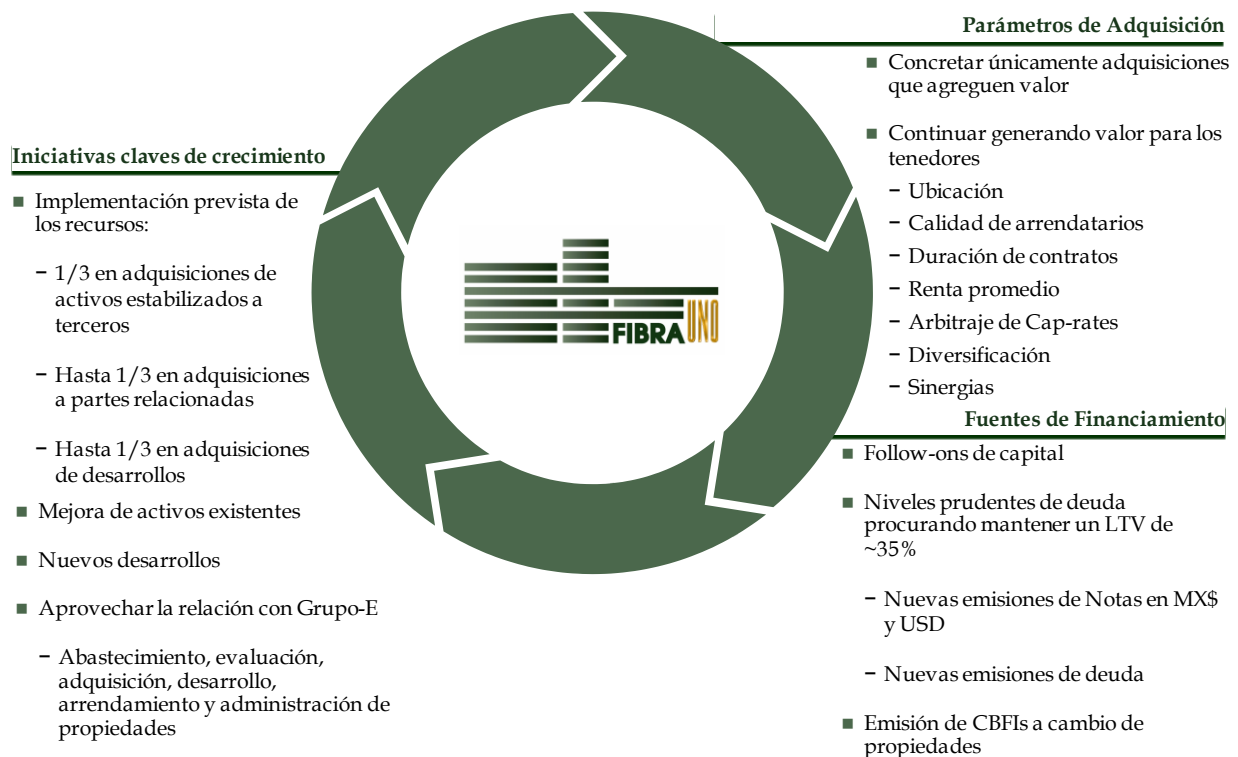 Parámetros de Adquisición
■ Concretar únicamente adquisiciones
que agreguen valor
■ Continuar generando valor para los
tenedores
− Ubicación
− Calidad de arrendatarios
− Duración de contratos
− Renta promedio
− Arbitraje de Cap-rates
− Diversificación
− Sinergias
Iniciativas claves de crecimiento
■ Implementación prevista de
los recursos:
− 1/3 en adquisiciones de
activos estabilizados a
terceros
− Hasta 1/3 en adquisiciones
a partes relacionadas
− Hasta 1/3 en adquisiciones
de desarrollos
■ Mejora de activos existentes
■ Nuevos desarrollos
■ Aprovechar la relación con Grupo-E
− Abastecimiento, evaluación,
adquisición, desarrollo,
arrendamiento y administración de
propiedades
FIBRA UNO
Fuentes de Financiamiento
■ Follow-ons de capital
■ Niveles prudentes de deuda
procurando mantener un LTV de
~35%
− Nuevas emisiones de Notas en MX$
y USD
− Nuevas emisiones de deuda
■ Emisión de CBFIs a cambio de
propiedades